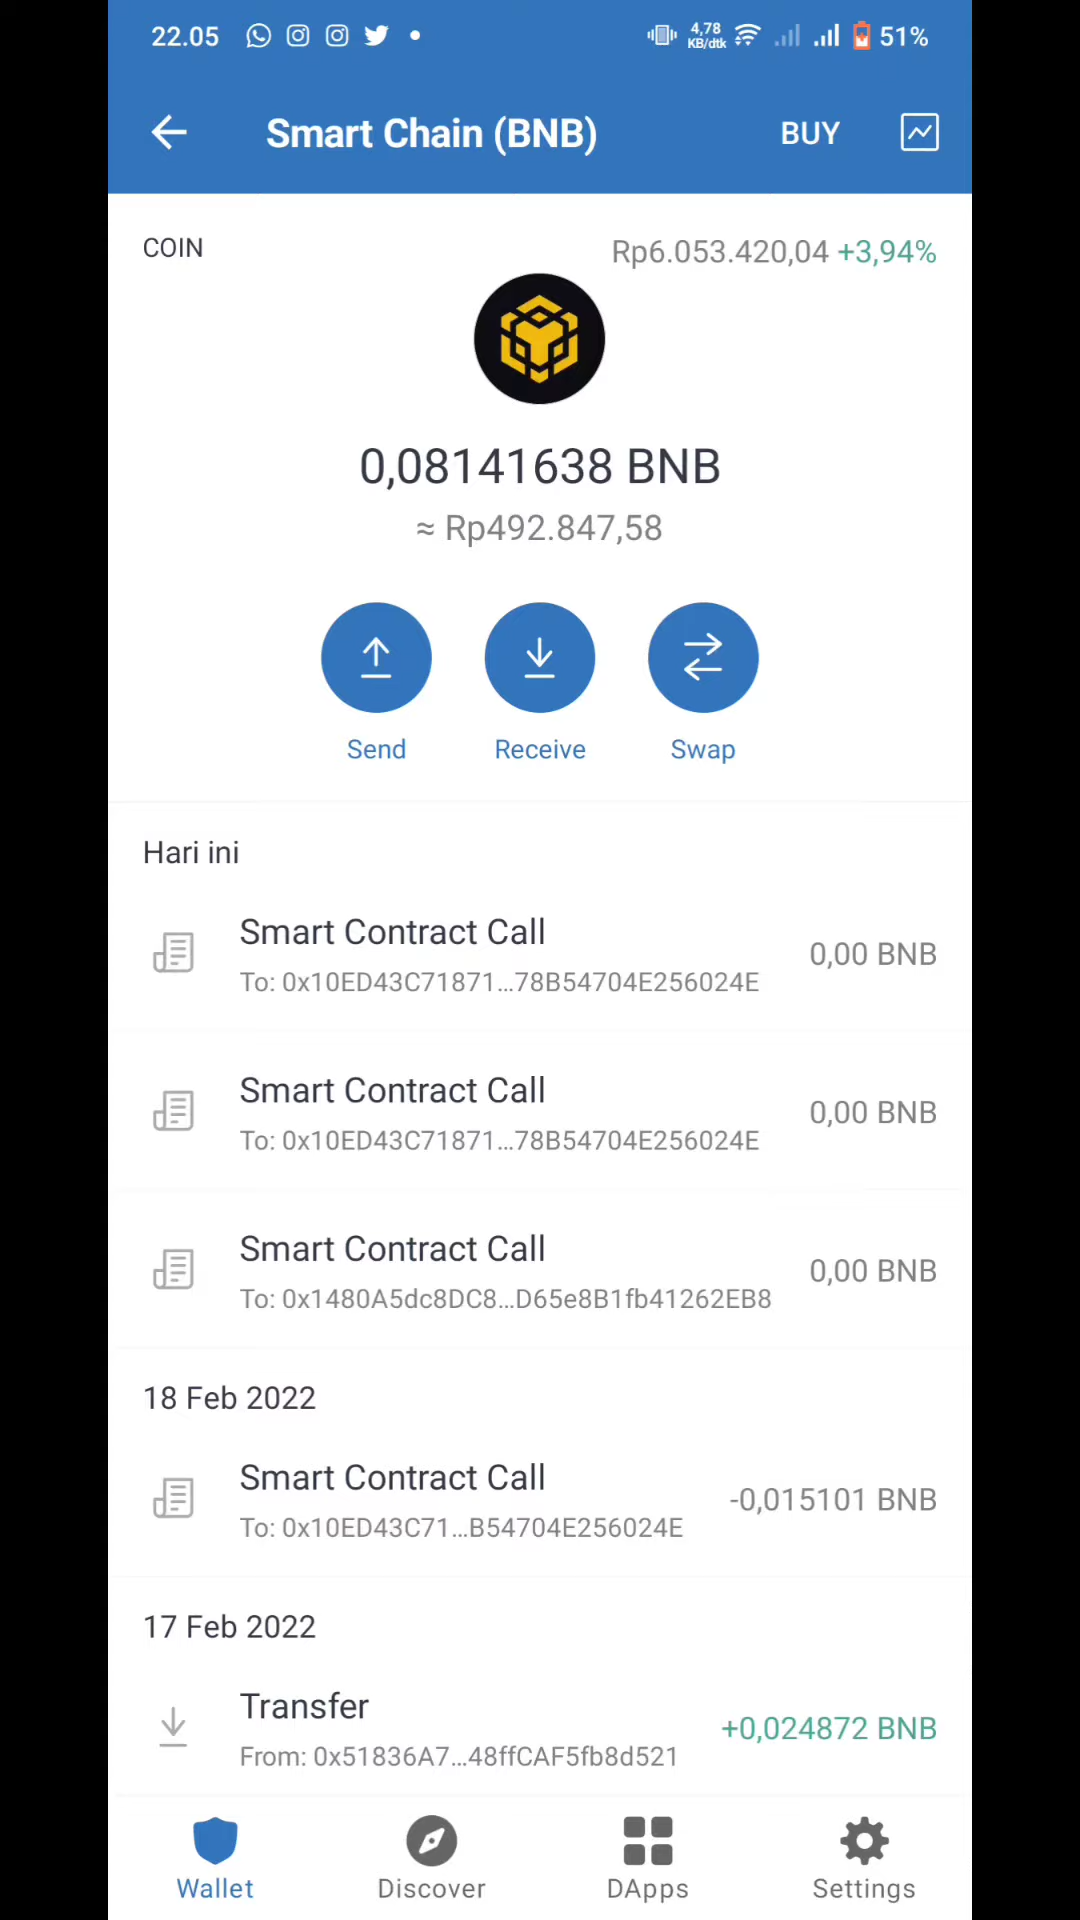 22.05 4,78 KB/dtk 51%
Smart Chain (BNB) BUY
COIN Rp6.053.420,04 +3,94%
0,08141638 BNB
≈ Rp492.847,58
Send Receive Swap
Hari ini
Smart Contract Call 0,00 BNB
To: 0x10ED43C71871...78B54704E256024E
Smart Contract Call 0,00 BNB
To: 0x10ED43C71871...78B54704E256024E
Smart Contract Call 0,00 BNB
To: 0x1480A5dc8DC8...D65e8B1fb41262EB8
18 Feb 2022
Smart Contract Call -0,015101 BNB
To: 0x10ED43C71...B54704E256024E
17 Feb 2022
Transfer +0,024872 BNB
From: 0x51836A7...48ffCAF5fb8d521
Wallet Discover DApps Settings